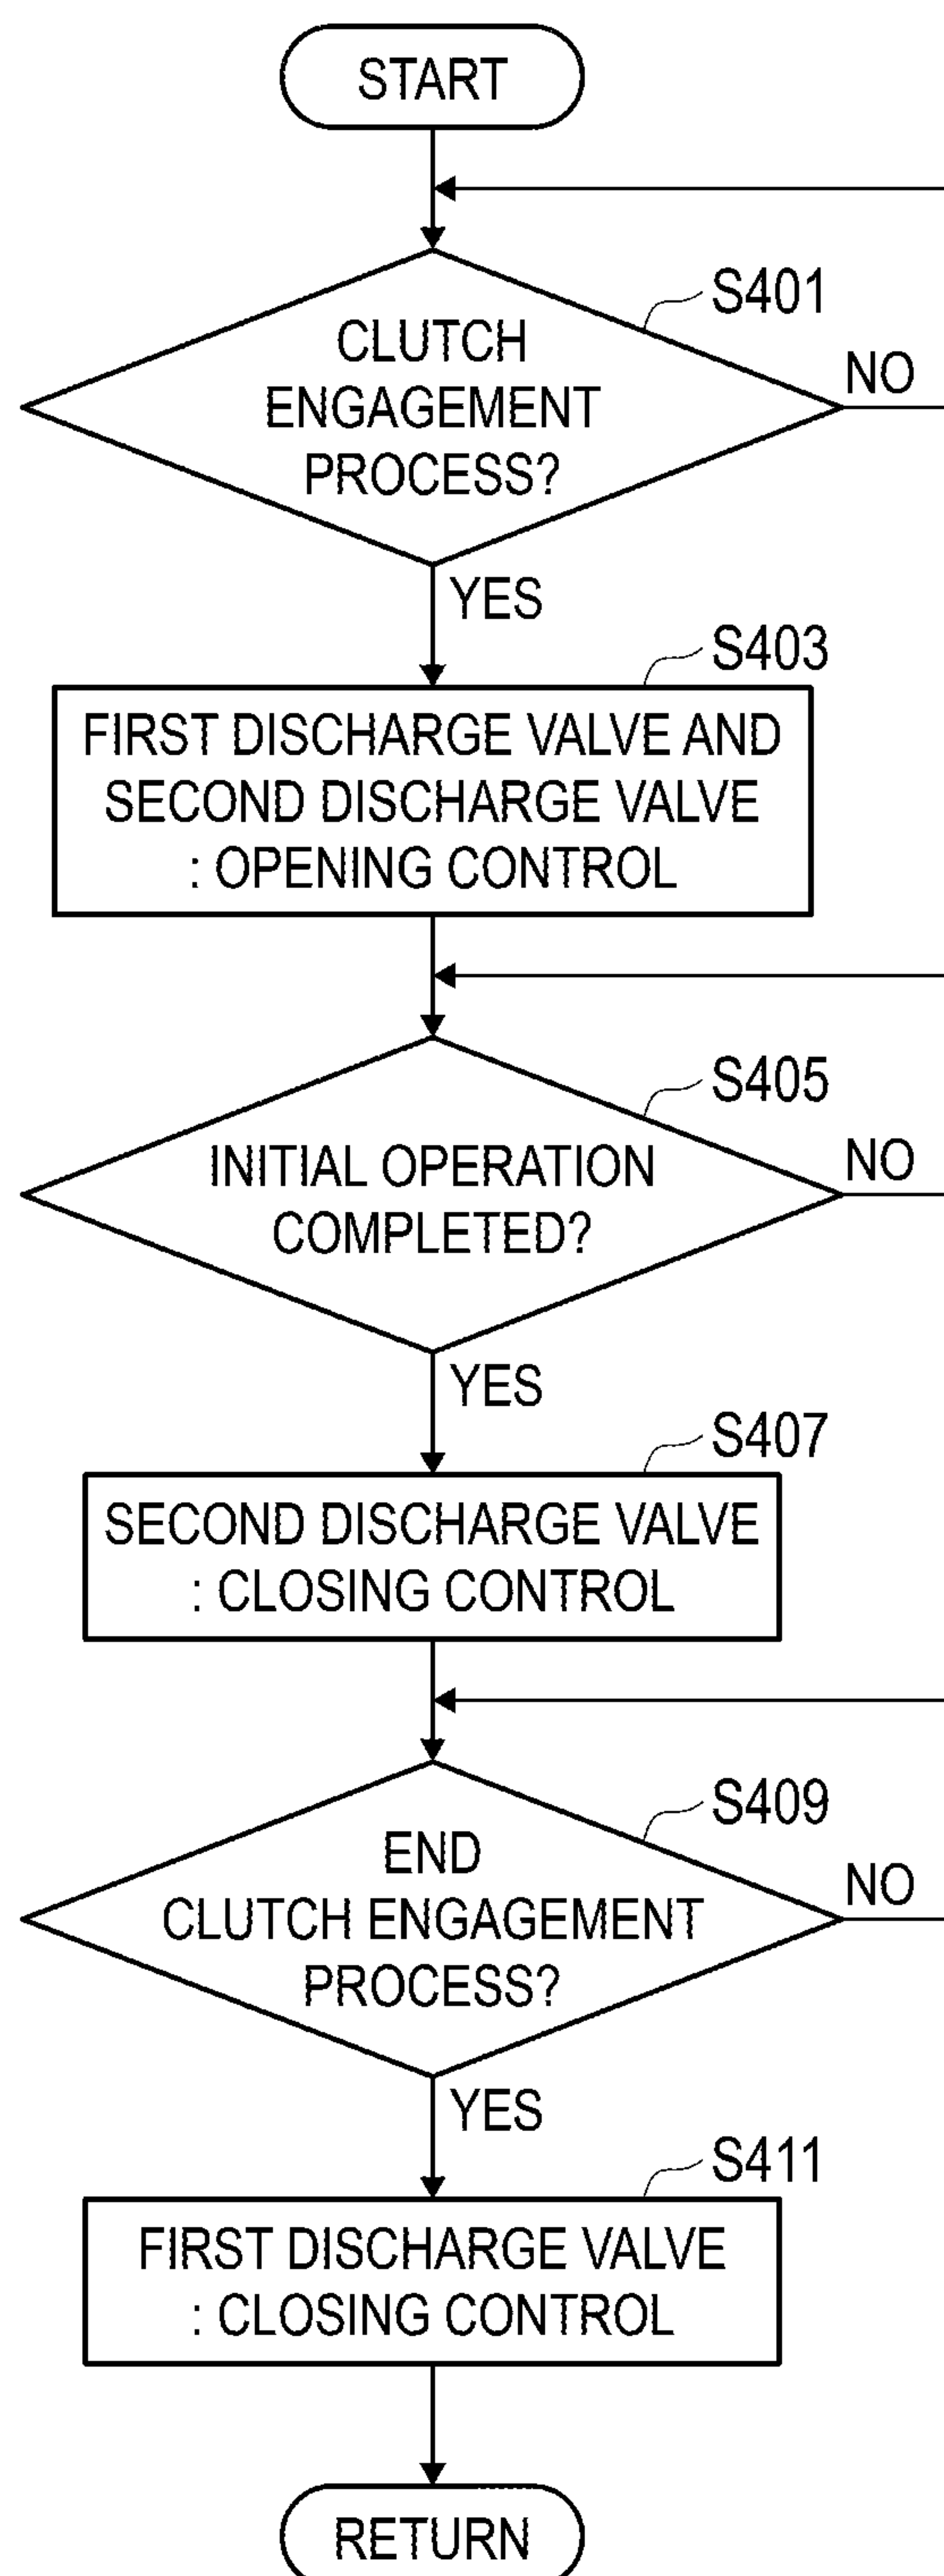 START
S401
CLUTCH
ENGAGEMENT
PROCESS?
NO
YES
S403
FIRST DISCHARGE VALVE AND
SECOND DISCHARGE VALVE
: OPENING CONTROL
S405
INITIAL OPERATION
COMPLETED?
NO
YES
S407
SECOND DISCHARGE VALVE
: CLOSING CONTROL
S409
END
CLUTCH ENGAGEMENT
PROCESS?
NO
YES
S411
FIRST DISCHARGE VALVE
: CLOSING CONTROL
RETURN